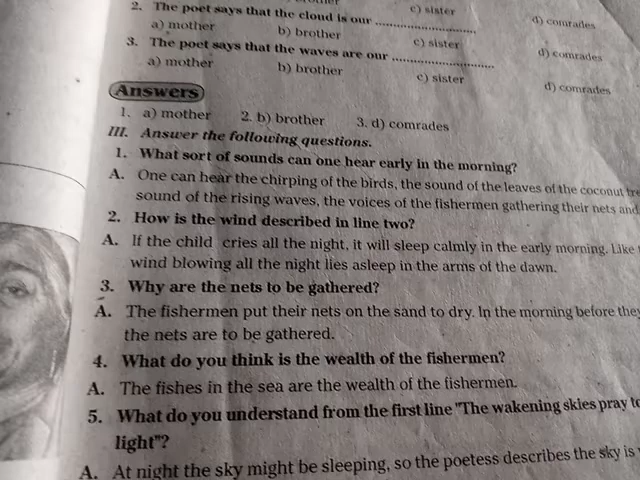 c) sister
2. The poet says that the cloud is our ..........................
d) comrades
a) mother b) brother c) sister
3. The poet says that the waves are our ..........................
d) comrades
a) mother b) brother c) sister
d) comrades
Answers
1. a) mother 2. b) brother 3. d) comrades
III. Answer the following questions.
1. What sort of sounds can one hear early in the morning?
A. One can hear the chirping of the birds, the sound of the leaves of the coconut
sound of the rising waves, the voices of the fishermen gathering their nets and
2. How is the wind described in line two?
A. If the child cries all the night, it will sleep calmly in the early morning. Like
wind blowing all the night lies asleep in the arms of the dawn.
3. Why are the nets to be gathered?
A. The fishermen put their nets on the sand to dry. In the morning before
the nets are to be gathered.
4. What do you think is the wealth of the fishermen?
A. The fishes in the sea are the wealth of the fishermen.
5. What do you understand from the first line "The wakening skies pray
light"?
A. At night the sky might be sleeping, so the poetess describes the sky is